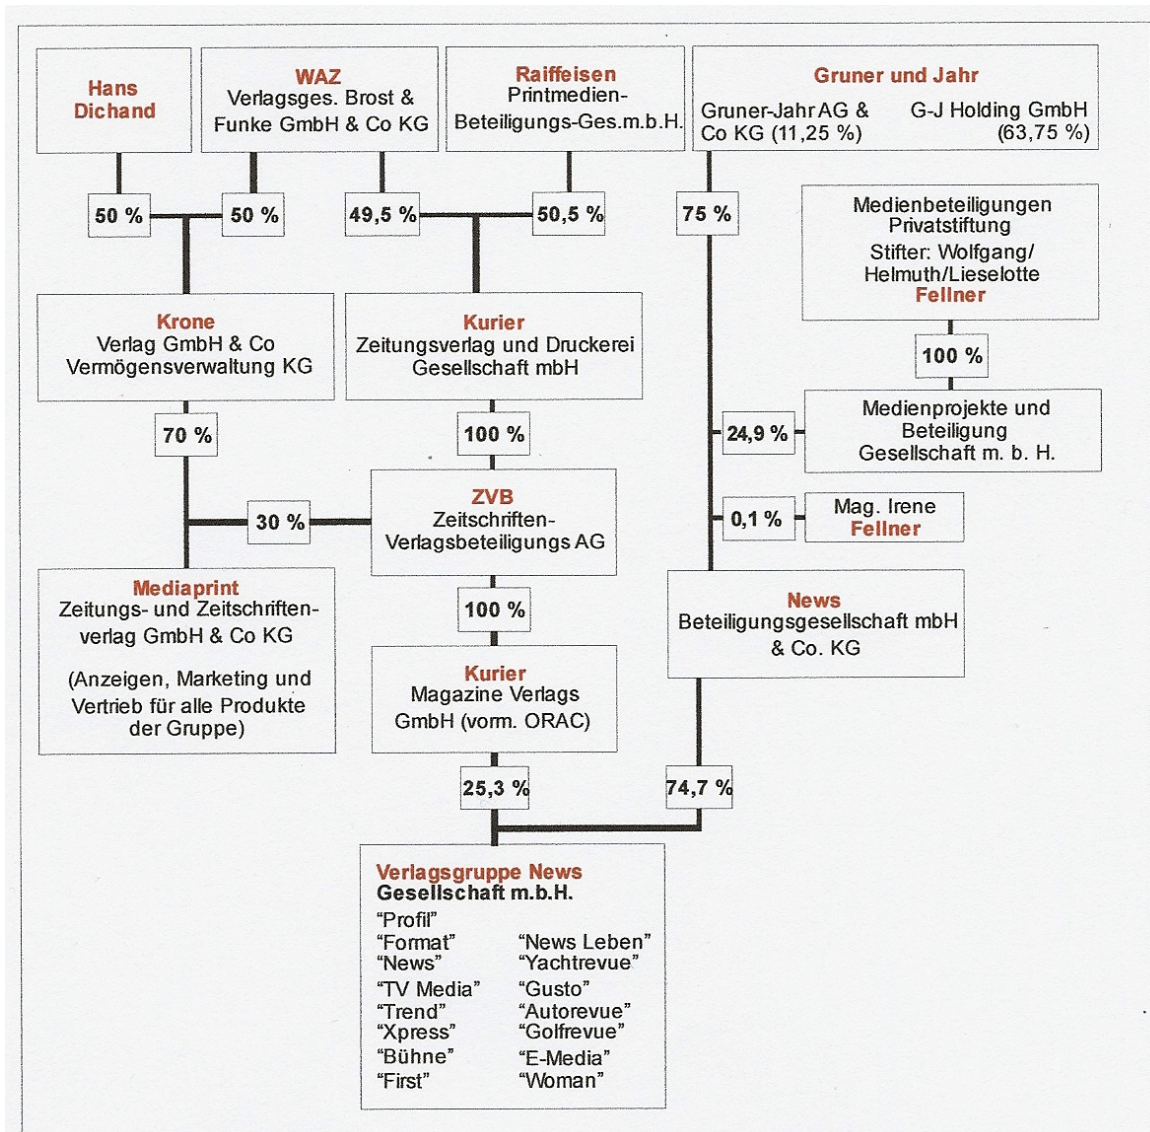 Hans
Dichand
WAZ
Verlagsges. Brost &
Funke GmbH & Co KG
Raiffeisen
Printmedien-
Beteiligungs-Ges.m.b.H.
Gruner und Jahr
Gruner-Jahr AG &
Co KG (11,25 %)
G-J Holding GmbH
(63,75 %)
50 %
50 %
49,5 %
50,5 %
75 %
Medienbeteiligungen
Privatstiftung
Stifter: Wolfgang/
Helmuth/Lieselotte
Fellner
100 %
Krone
Verlag GmbH & Co
Vermögensverwaltung KG
Kurier
Zeitungsverlag und Druckerei
Gesellschaft mbH
70 %
100 %
24,9 %
Medienprojekte und
Beteiligung
Gesellschaft m. b. H.
30 %
ZVB
Zeitschriften-
Verlagsbeteiligungs AG
0,1 %
Mag. Irene
Fellner
Mediaprint
Zeitungs- und Zeitschriften-
verlag GmbH & Co KG
(Anzeigen, Marketing und
Vertrieb für alle Produkte
der Gruppe)
100 %
News
Beteiligungsgesellschaft mbH
& Co. KG
Kurier
Magazine Verlags
GmbH (vorm. ORAC)
25,3 %
74,7 %
Verlagsgruppe News
Gesellschaft m.b.H.
“Profil”
“Format”
“News”
“TV Media”
“Trend”
“Xpress”
“Bühne”
“First”
“News Leben”
“Yachtrevue”
“Gusto”
“Autorevue”
“Golfrevue”
“E-Media”
“Woman”